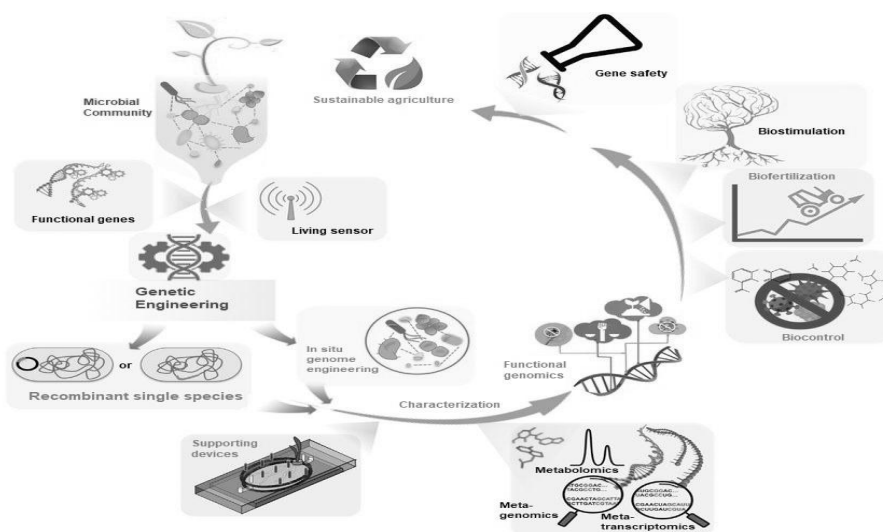 Microbial
Community
Sustainable agriculture
Gene safety
Biostimulation
Biofertilization
Biocontrol
Functional genes
Living sensor
Genetic
Engineering
In situ
genome
engineering
or
Recombinant single species
Characterization
Functional
genomics
Supporting
devices
Metabolomics
Meta-
genomics
Meta-
transcriptomics